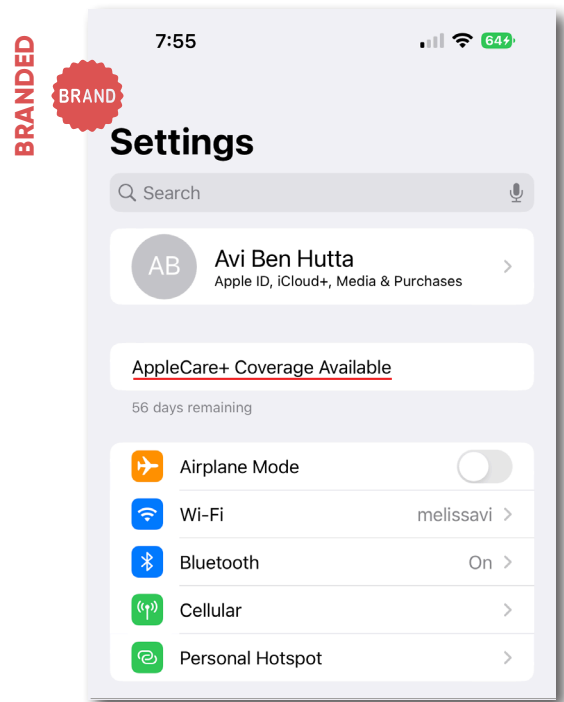 BRANDED
BRAND
7:55
64
Settings
Search
AB
Avi Ben Hutta
Apple ID, iCloud+, Media & Purchases
AppleCare+ Coverage Available
56 days remaining
Airplane Mode
Wi-Fi melissavi
Bluetooth On
Cellular
Personal Hotspot